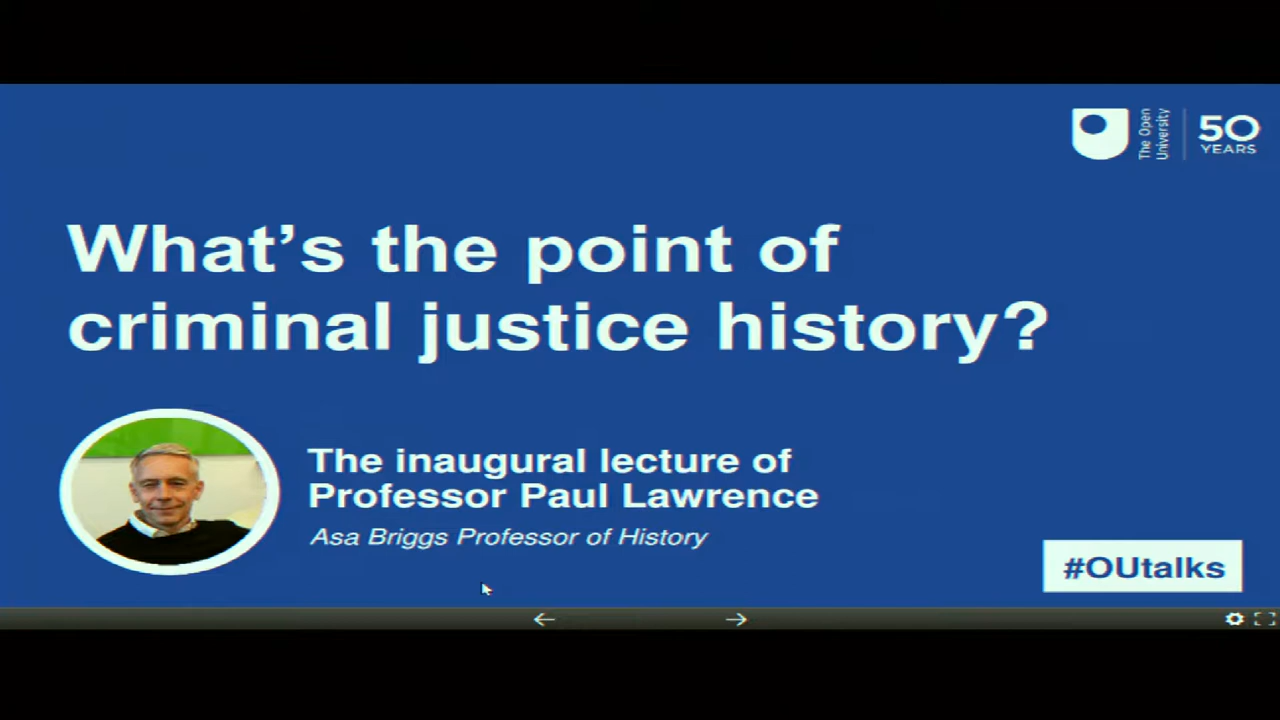 The Open
University
50
YEARS
What's the point of
criminal justice history?
The inaugural lecture of
Professor Paul Lawrence
Asa Briggs Professor of History
#OUtalks